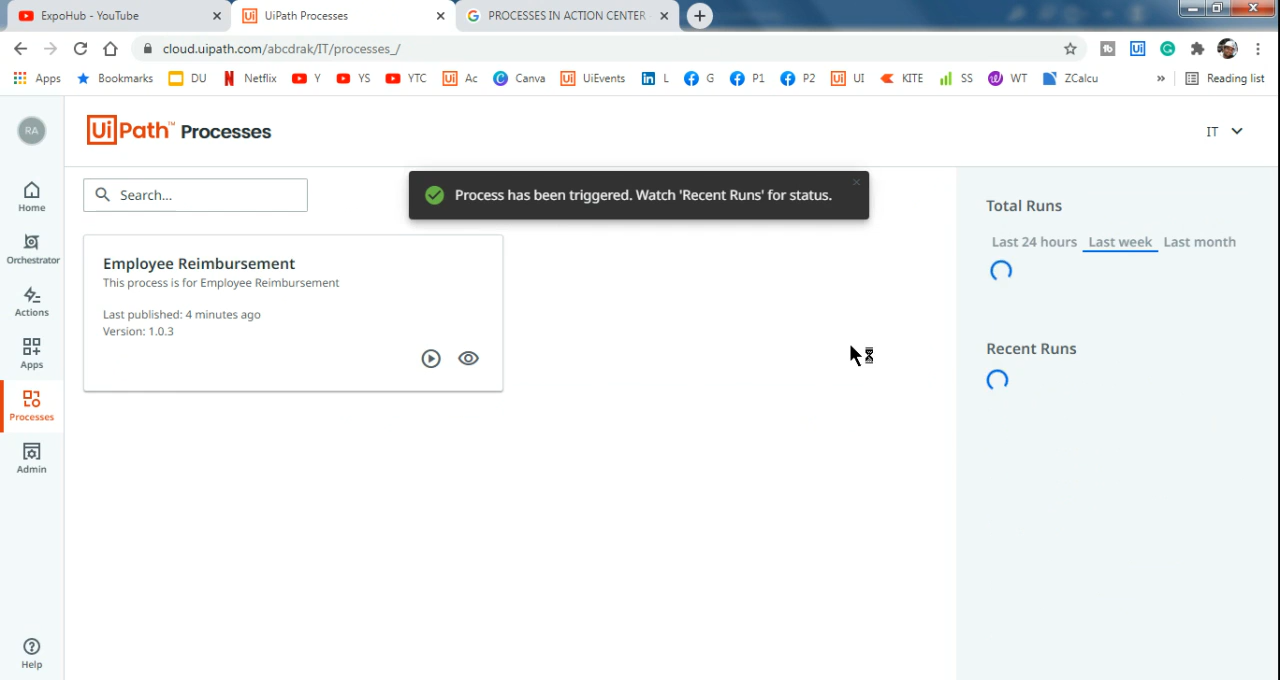 ExpoHub - YouTube
UiPath Processes
PROCESSES IN ACTION CENTER
cloud.uipath.com/abcdrak/IT/processes_/
Apps
Bookmarks
DU
Netflix
Y
YS
YTC
Ac
Canva
UiEvents
L
G
P1
P2
UI
KITE
SS
WT
ZCalcu
»
Reading list
RA
UiPath™ Processes
IT
Home
Orchestrator
Actions
Apps
Processes
Admin
Help
Search...
Process has been triggered. Watch 'Recent Runs' for status.
Employee Reimbursement
This process is for Employee Reimbursement
Last published: 4 minutes ago
Version: 1.0.3
Total Runs
Last 24 hours Last week Last month
Recent Runs